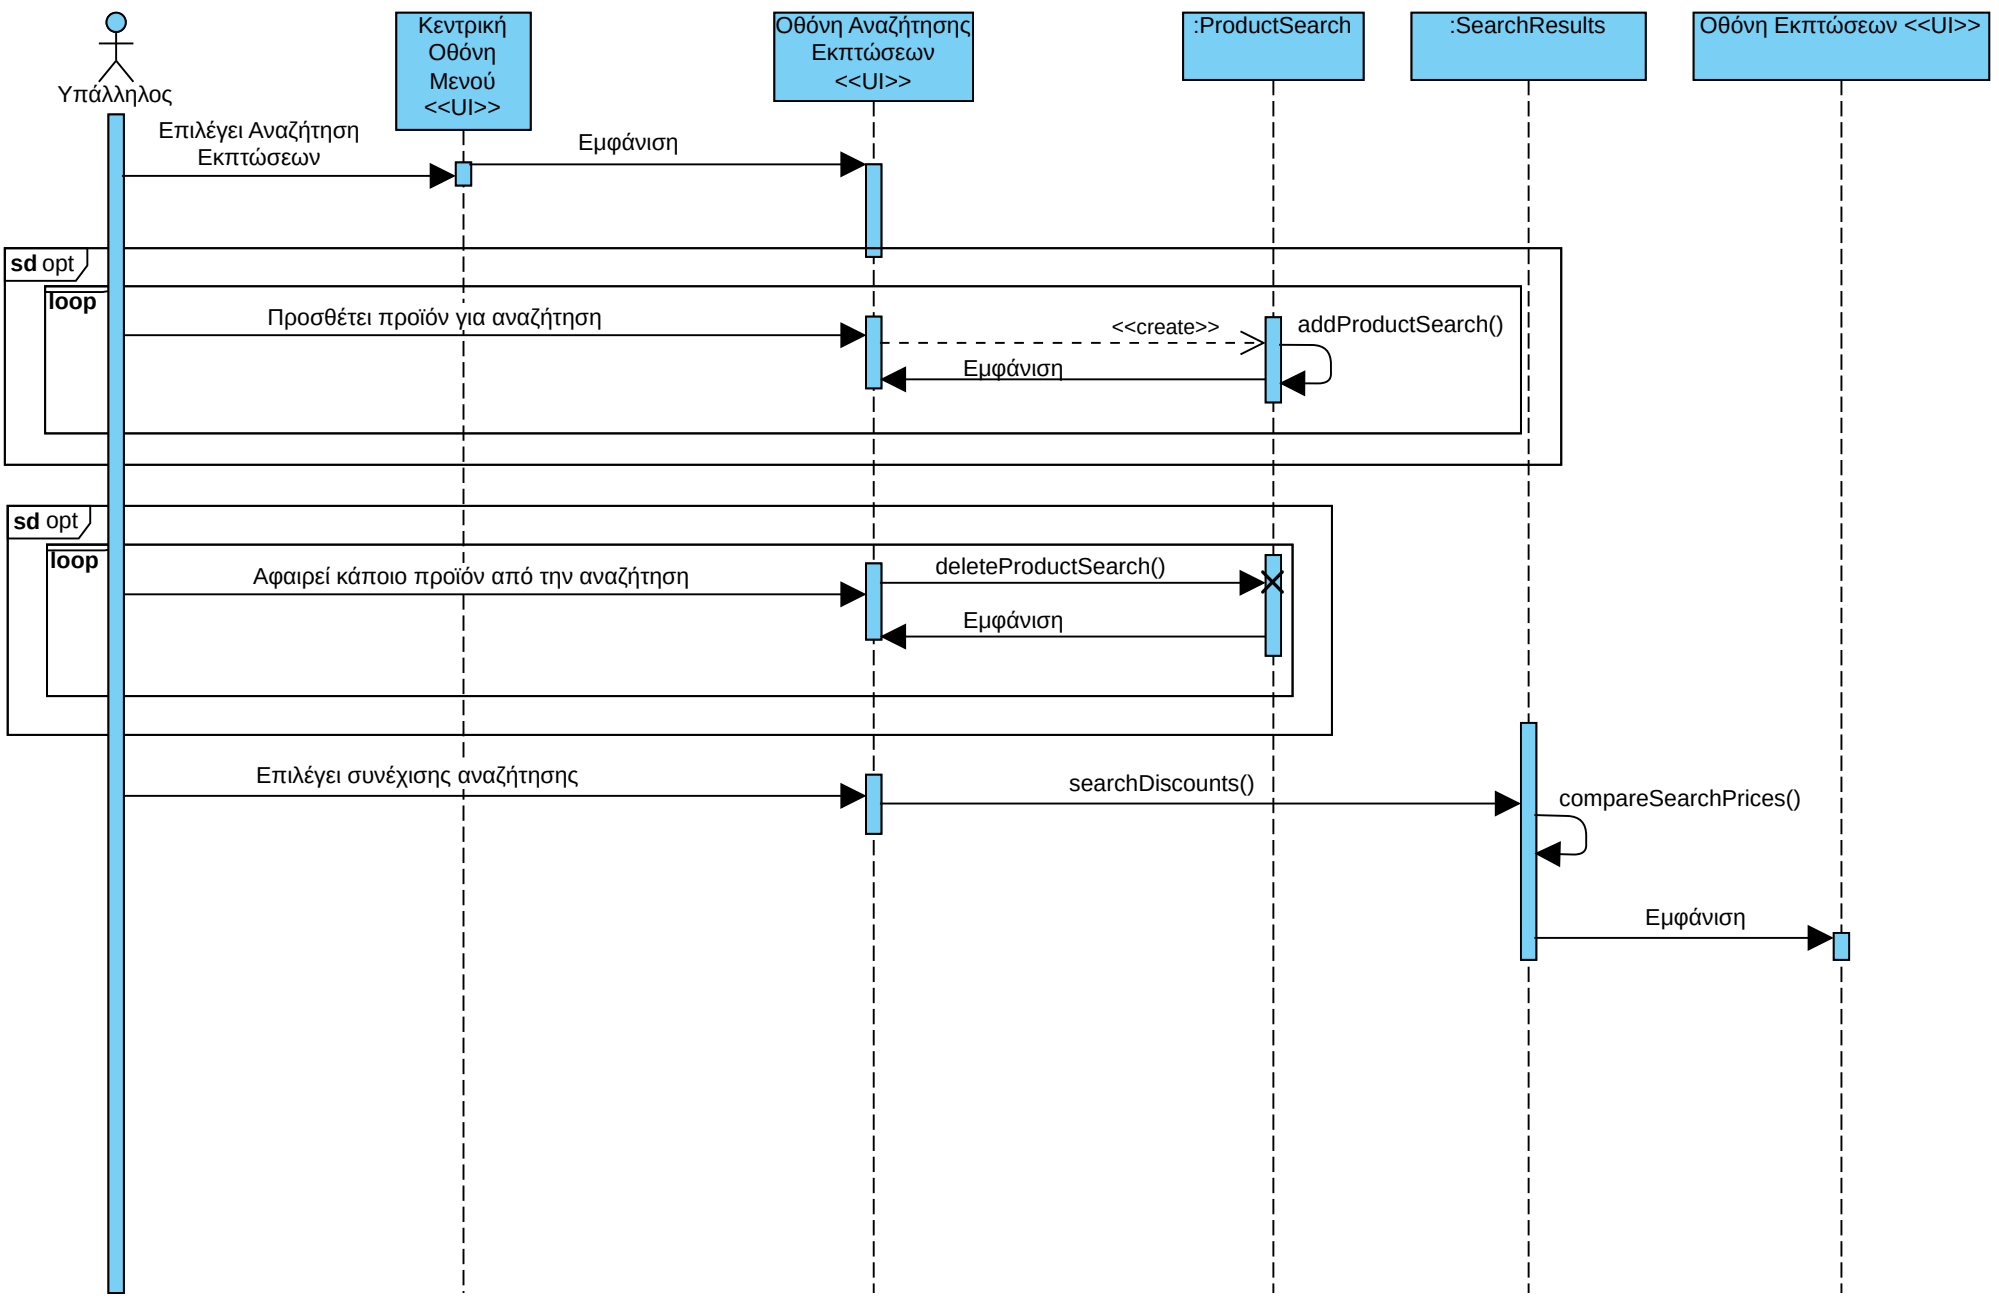 Υπάλληλος
Κεντρική
Οθόνη
Μενού
<<UI>>
Οθόνη Αναζήτησης
Εκπτώσεων
<<UI>>
:ProductSearch
:SearchResults
Οθόνη Εκπτώσεων <<UI>>
Επιλέγει Αναζήτηση
Εκπτώσεων
Εμφάνιση
sd opt
loop
Προσθέτει προϊόν για αναζήτηση
<<create>>
addProductSearch()
Εμφάνιση
sd opt
loop
Αφαιρεί κάποιο προϊόν από την αναζήτηση
deleteProductSearch()
Εμφάνιση
Επιλέγει συνέχισης αναζήτησης
searchDiscounts()
compareSearchPrices()
Εμφάνιση